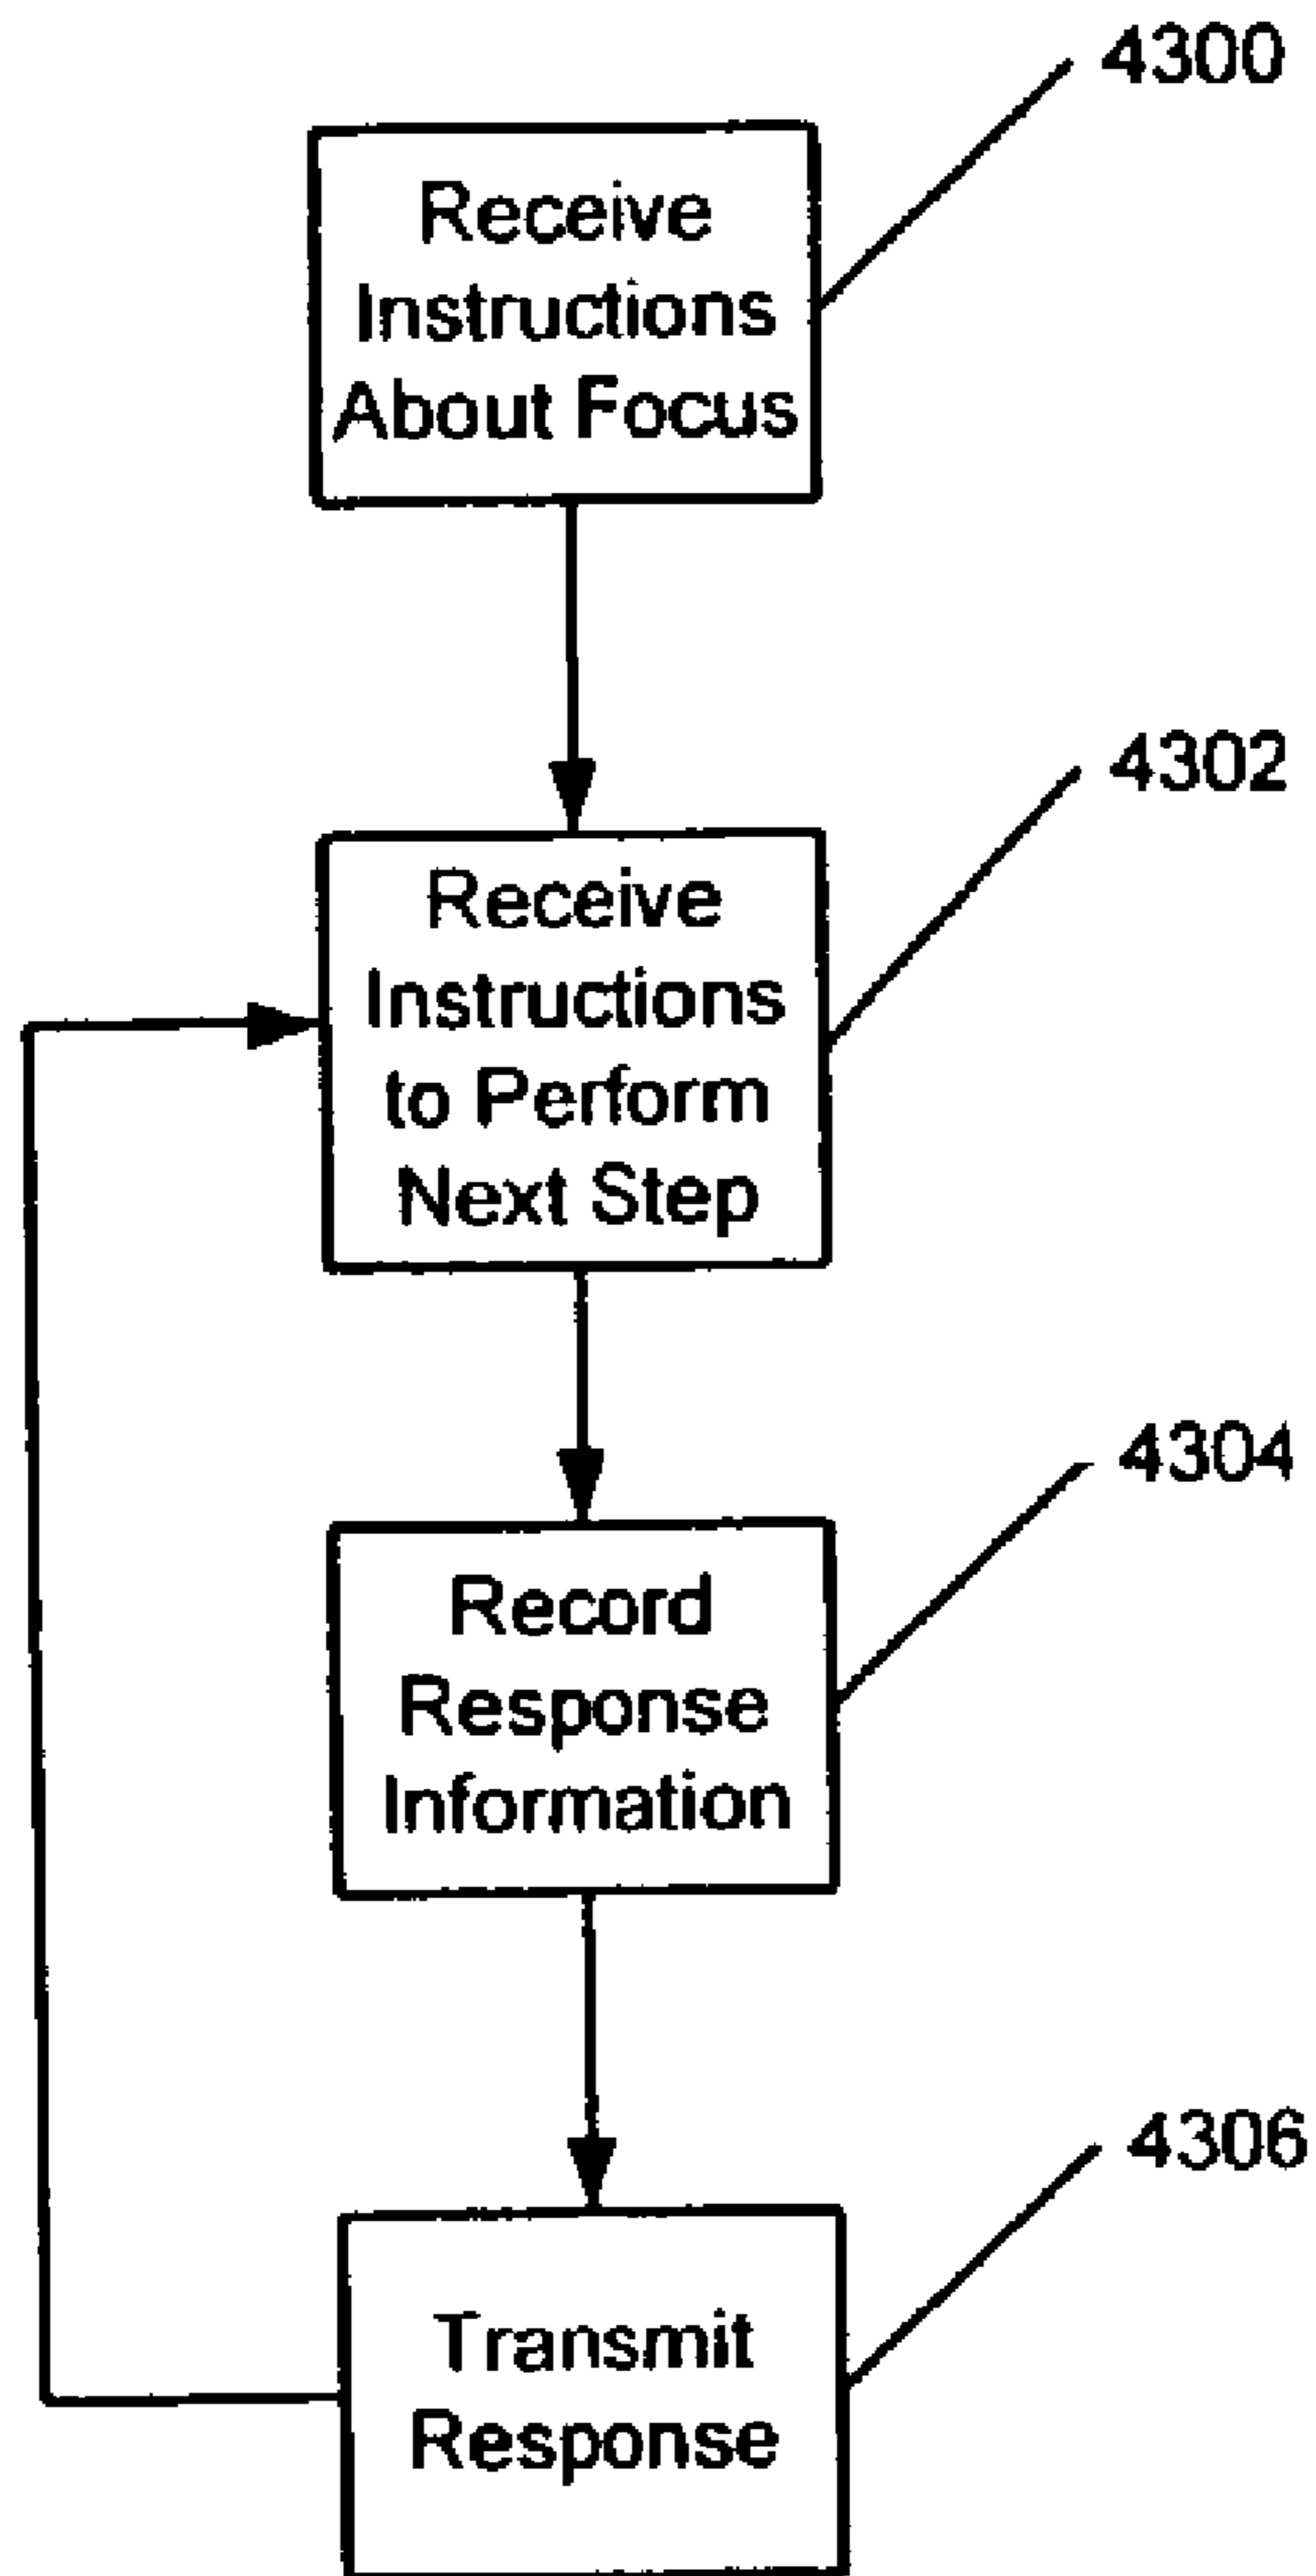 4300
Receive
Instructions
About Focus
4302
Receive
Instructions
to Perform
Next Step
4304
Record
Response
Information
4306
Transmit
Response